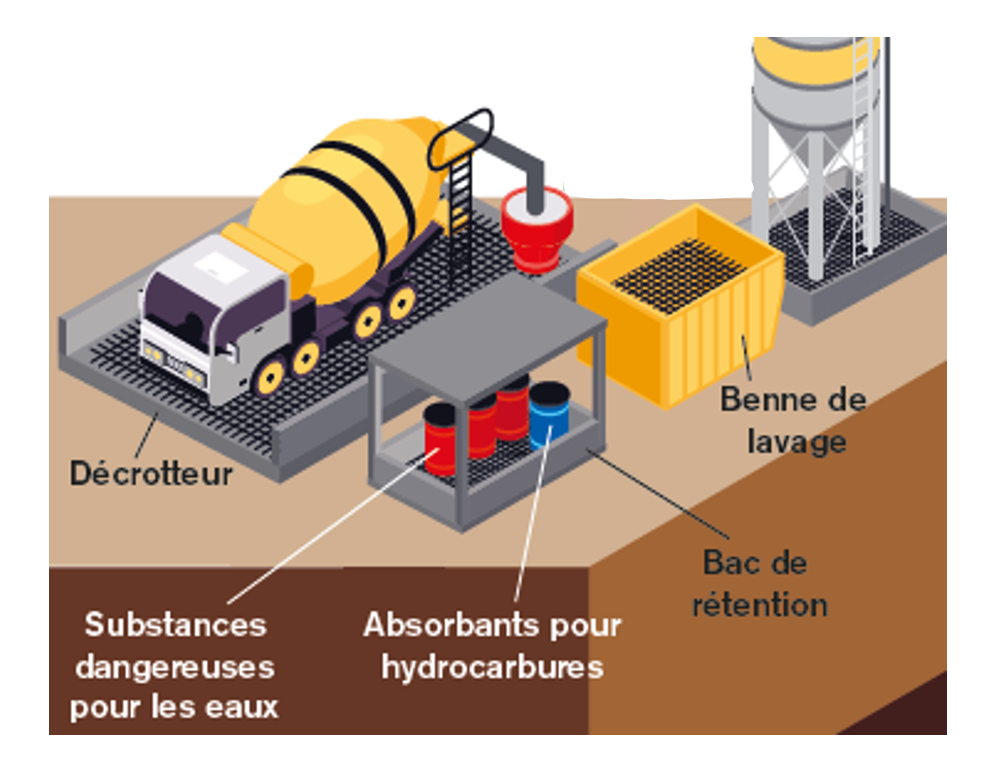 Benne de
lavage
Décrotteur
Bac de
rétention
Substances
dangereuses
pour les eaux
Absorbants pour
hydrocarbures